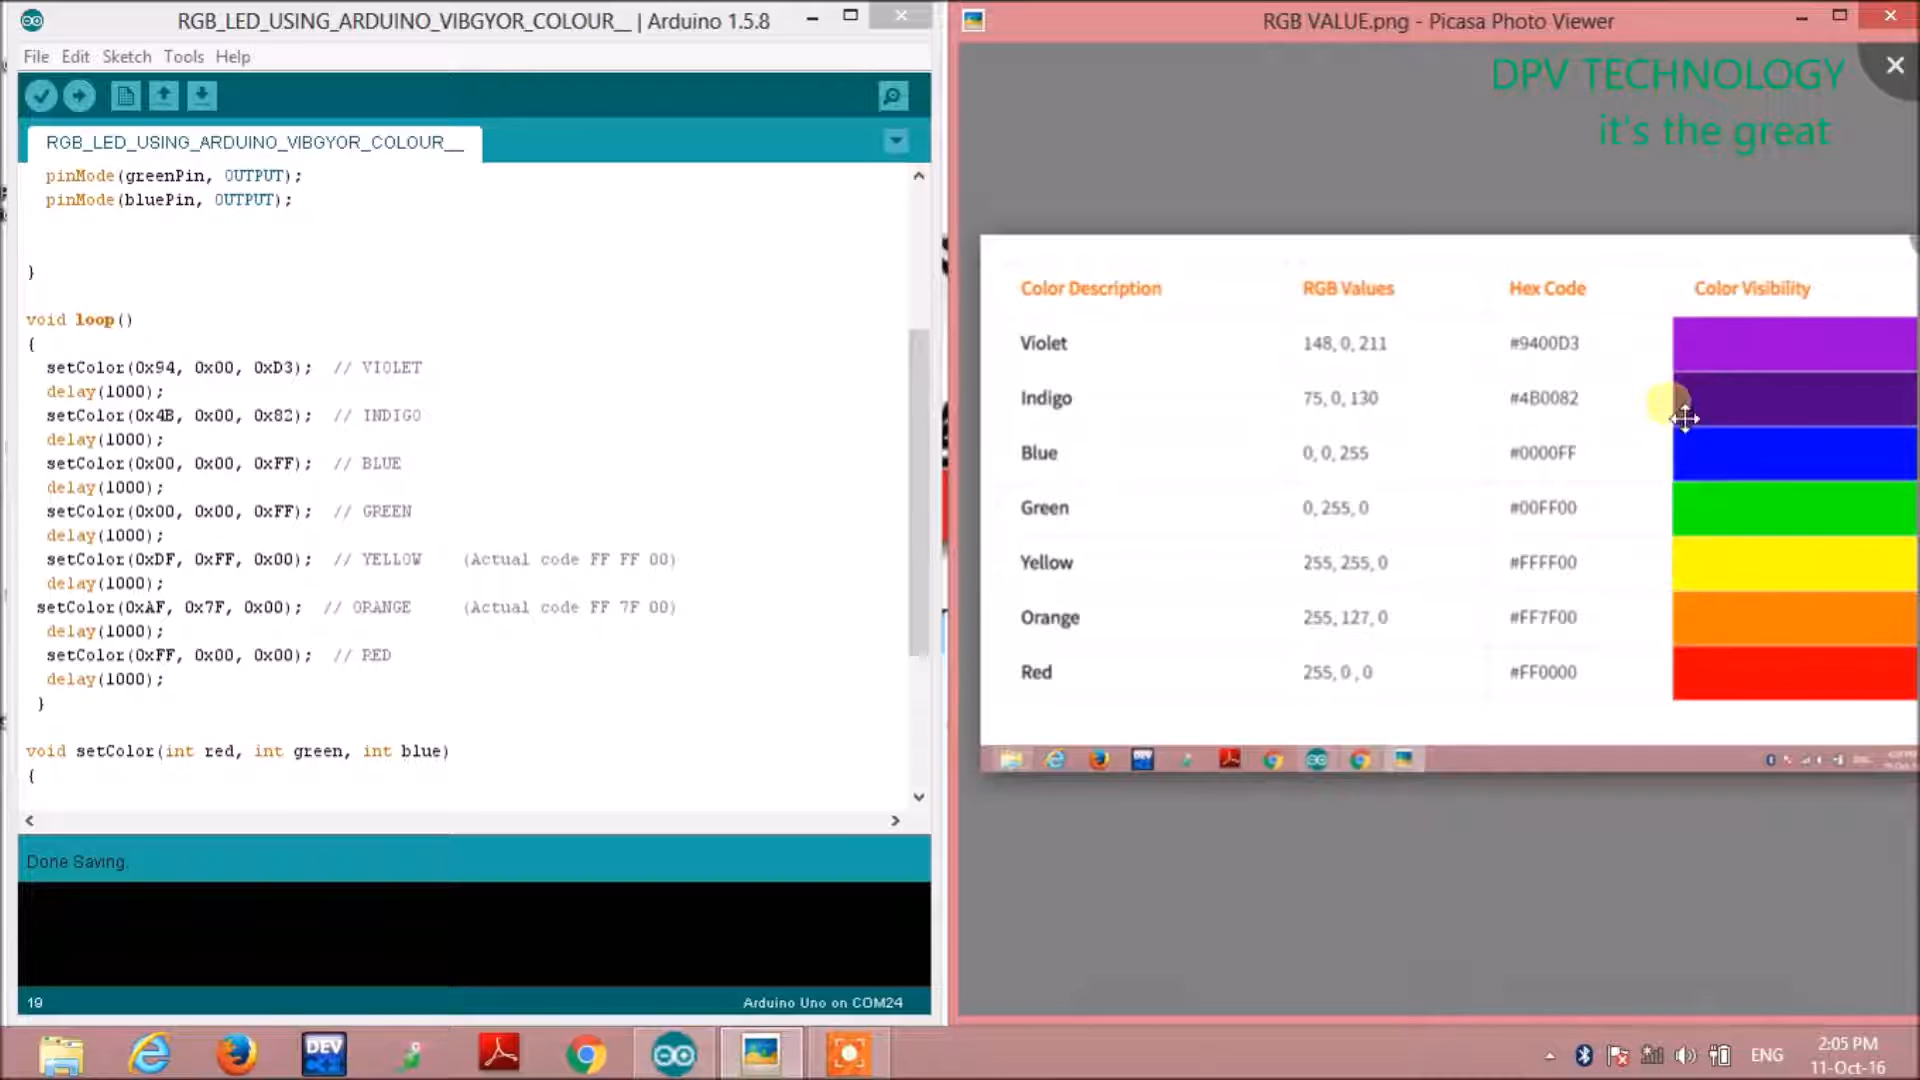 RGB_LED_USING_ARDUINO_VIBGYOR_COLOUR__ | Arduino 1.5.8
File Edit Sketch Tools Help
RGB_LED_USING_ARDUINO_VIBGYOR_COLOUR__
pinMode(greenPin, OUTPUT);
pinMode(bluePin, OUTPUT);
}
void loop()
{
setColor(0x94, 0x00, 0xD3); // VIOLET
delay(1000);
setColor(0x4B, 0x00, 0x82); // INDIGO
delay(1000);
setColor(0x00, 0x00, 0xFF); // BLUE
delay(1000);
setColor(0x00, 0x00, 0xFF); // GREEN
delay(1000);
setColor(0xDF, 0xFF, 0x00); // YELLOW (Actual code FF FF 00)
delay(1000);
setColor(0xAF, 0x7F, 0x00); // ORANGE (Actual code FF 7F 00)
delay(1000);
setColor(0xFF, 0x00, 0x00); // RED
delay(1000);
}
void setColor(int red, int green, int blue)
{
Done Saving.
19 Arduino Uno on COM24
RGB VALUE.png - Picasa Photo Viewer
DPV TECHNOLOGY
it's the great
Color Description RGB Values Hex Code Color Visibility
Violet 148, 0, 211 #9400D3
Indigo 75, 0, 130 #4B0082
Blue 0, 0, 255 #0000FF
Green 0, 255, 0 #00FF00
Yellow 255, 255, 0 #FFFF00
Orange 255, 127, 0 #FF7F00
Red 255, 0 , 0 #FF0000
DEV
DEV
ENG
2:05 PM
11-Oct-16